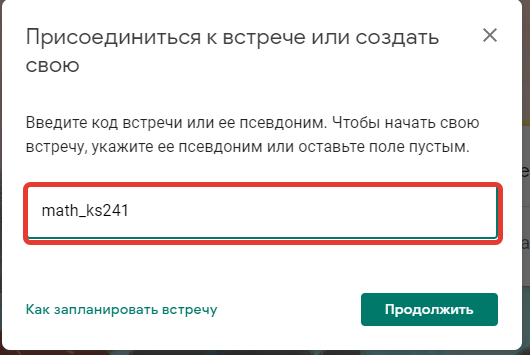 Присоединиться к встрече или создать
свою
Введите код встречи или ее псевдоним. Чтобы начать свою
встречу, укажите ее псевдоним или оставьте поле пустым.
math_ks241
Как запланировать встречу
Продолжить